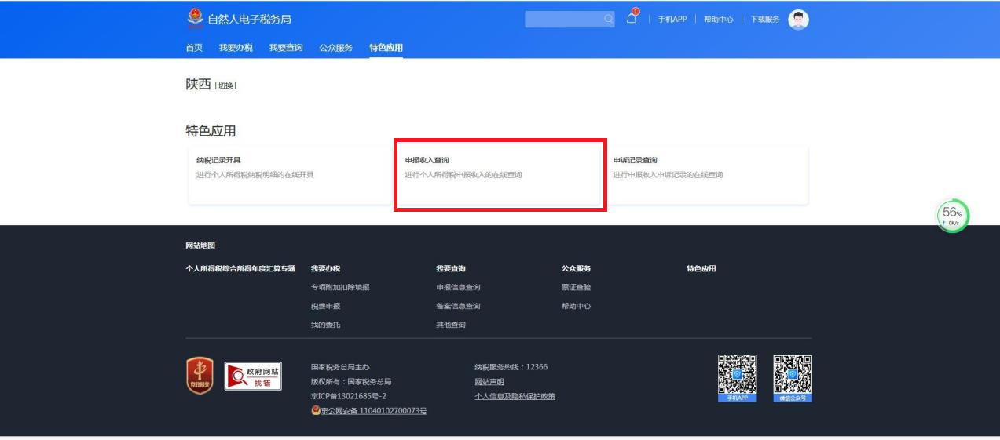 自然人电子税务局
1
手机APP
帮助中心
下载服务
首页
我要办税
我要查询
公众服务
特色应用
陕西「切换」
特色应用
纳税记录开具
进行个人所得税纳税明细的在线开具
申报收入查询
进行个人所得税申报收入的在线查询
申诉记录查询
进行申报收入申诉记录的在线查询
56%
↑ 0K/s
网站地图
个人所得税综合所得年度汇算专题
我要办税
专项附加扣除填报
税费申报
我的委托
我要查询
申报信息查询
备案信息查询
其他查询
公众服务
票证查验
帮助中心
特色应用
党政机关
政府网站
找错
国家税务总局主办
版权所有：国家税务总局
京ICP备13021685号-2
京公网安备 11040102700073号
纳税服务热线：12366
网站声明
个人信息及隐私保护政策
手机APP
微信公众号